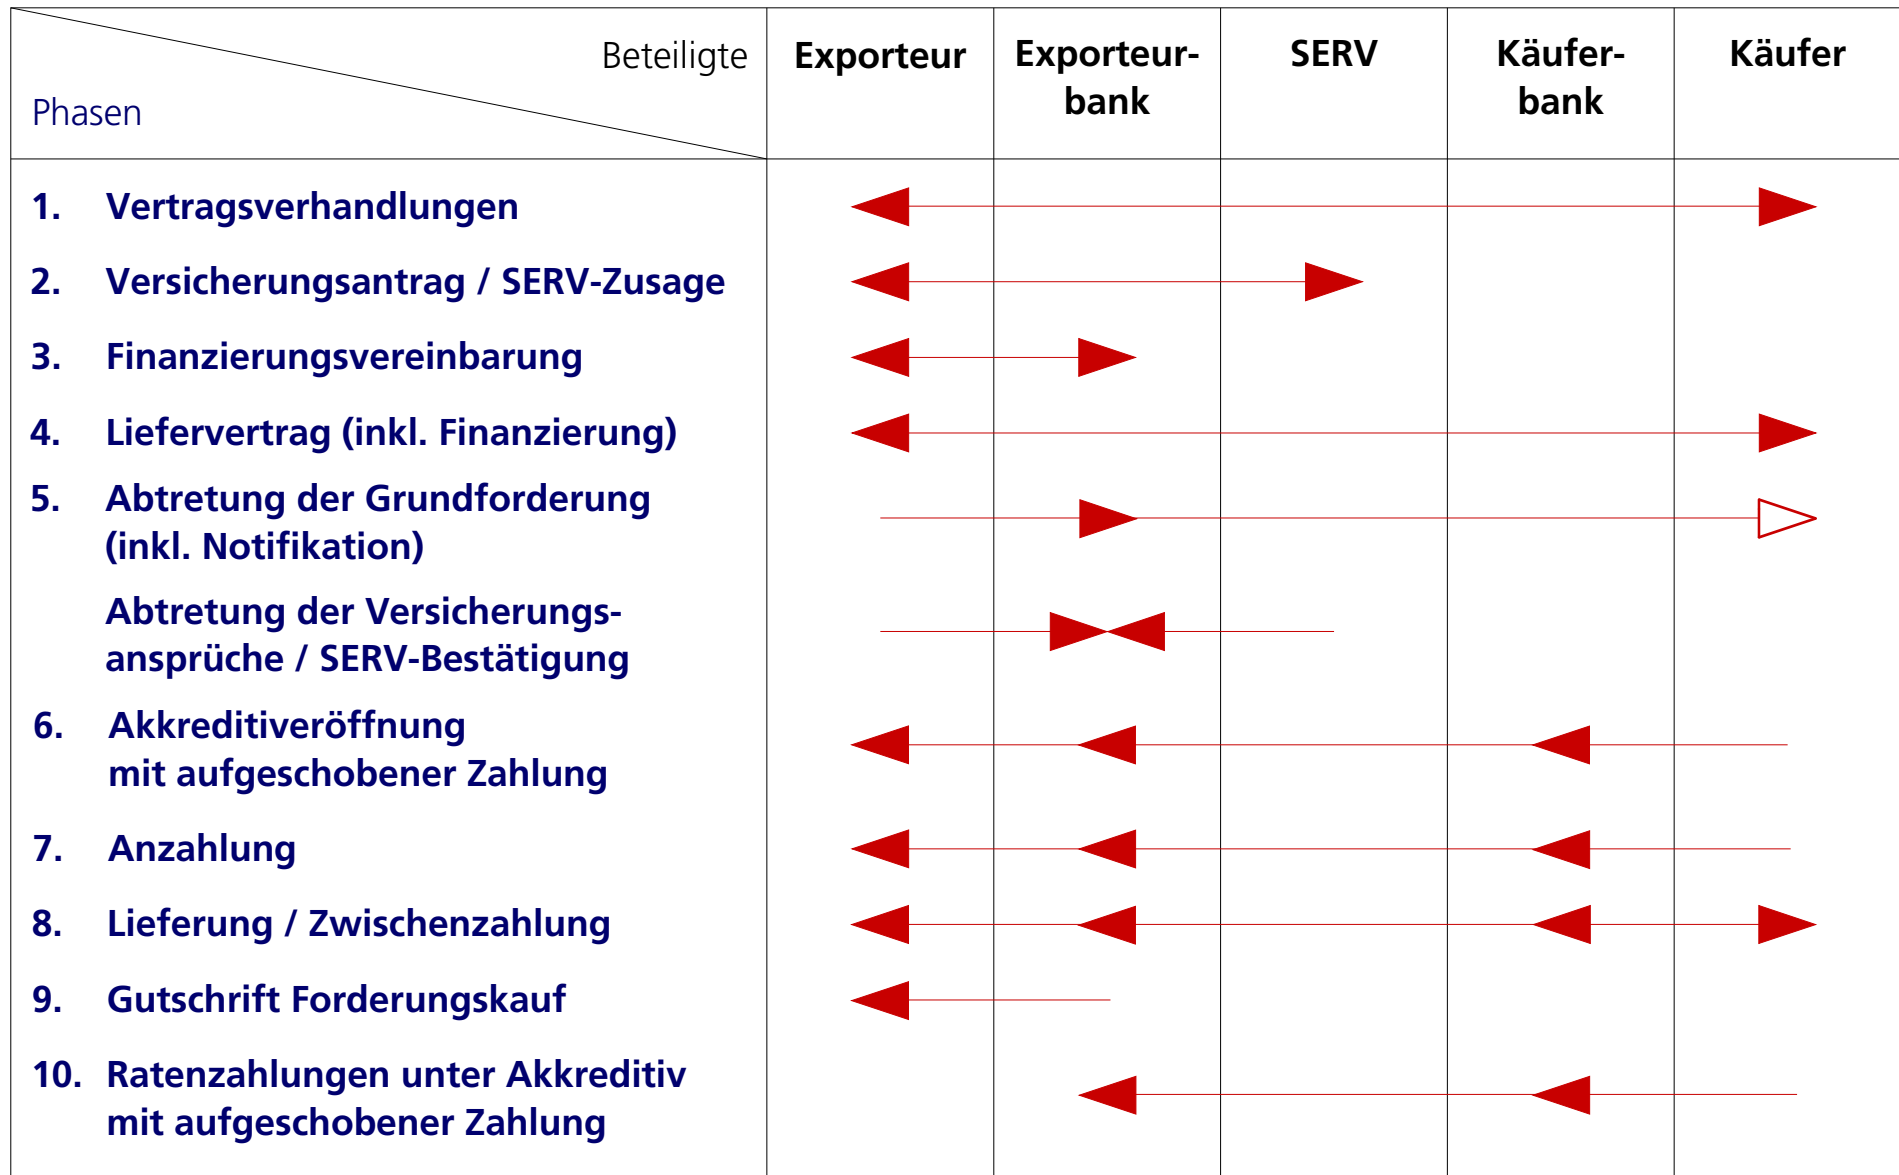 Beteiligte
Phasen
Exporteur
Exporteur-
bank
SERV
Käufer-
bank
Käufer
1. Vertragsverhandlungen
2. Versicherungsantrag / SERV-Zusage
3. Finanzierungsvereinbarung
4. Liefervertrag (inkl. Finanzierung)
5. Abtretung der Grundforderung
(inkl. Notifikation)
Abtretung der Versicherungs-
ansprüche / SERV-Bestätigung
6. Akkreditiveröffnung
mit aufgeschobener Zahlung
7. Anzahlung
8. Lieferung / Zwischenzahlung
9. Gutschrift Forderungskauf
10. Ratenzahlungen unter Akkreditiv
mit aufgeschobener Zahlung